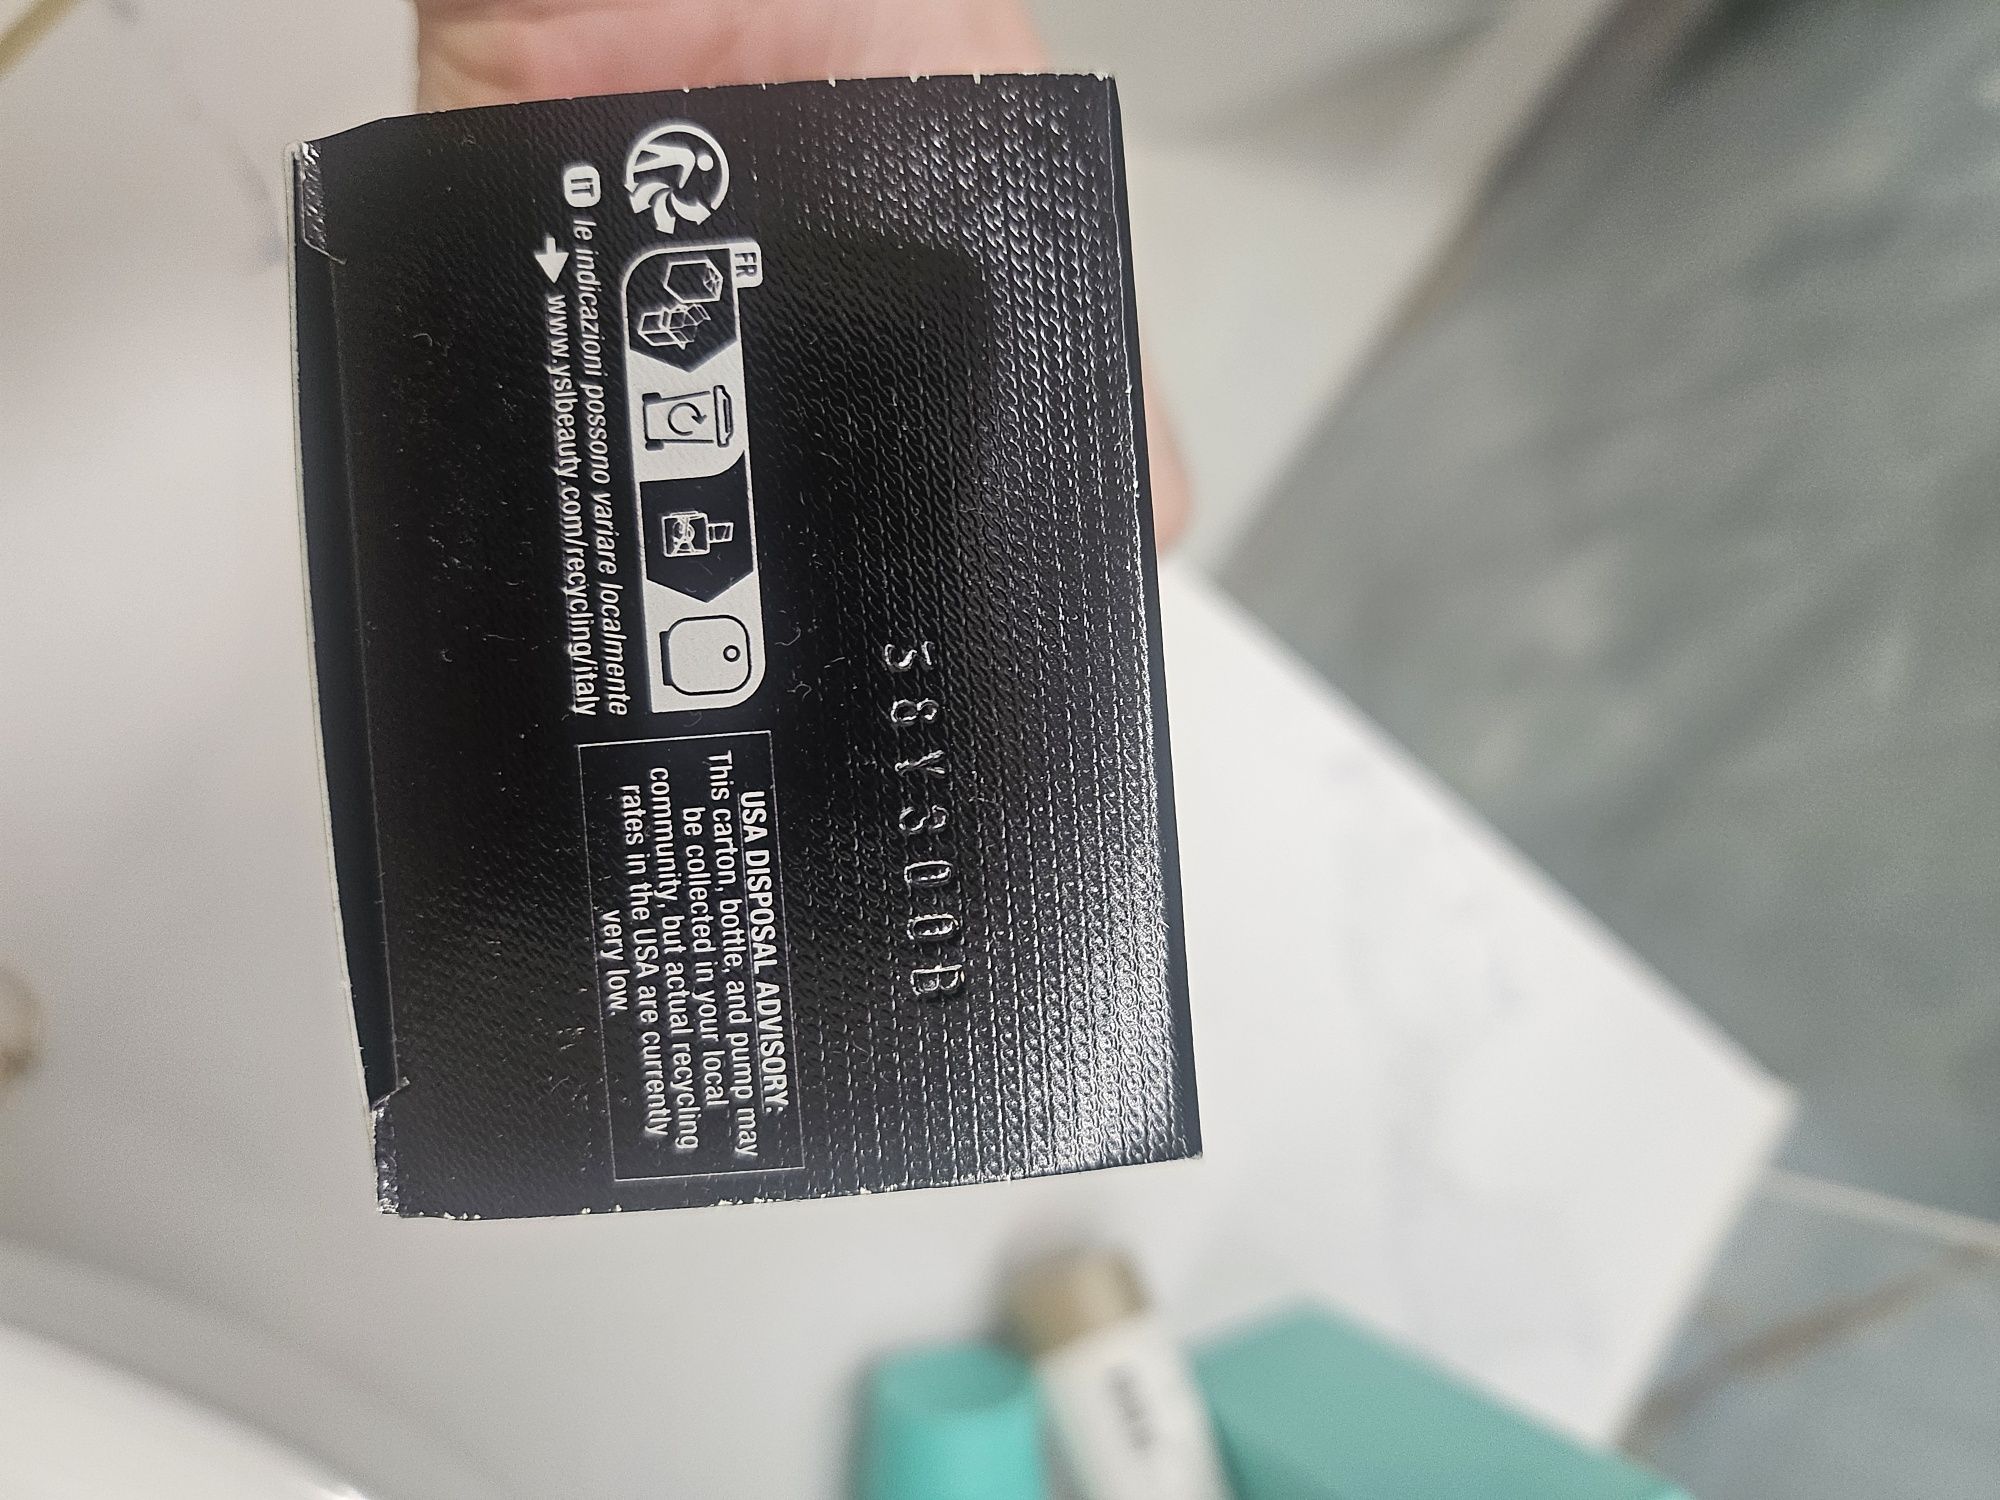 FR
IT le indicazioni possono variare localmente
www.yslbeauty.com/recycling/italy
USA DISPOSAL ADVISORY:
This carton, bottle, and pump may
be collected in your local
community, but actual recycling
rates in the USA are currently
very low.
38Y300B